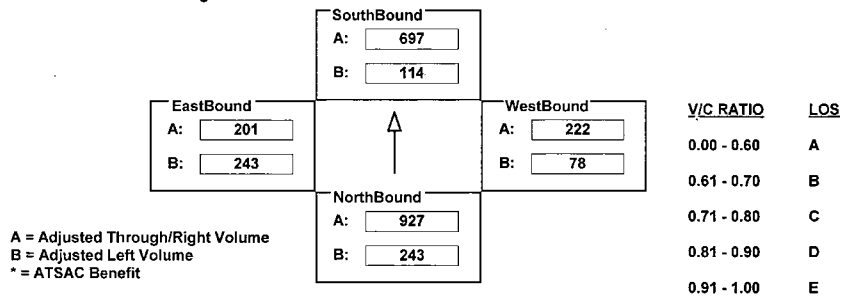 SouthBound
A: 697
B: 114
EastBound
A: 201
B: 243
WestBound
A: 222
B: 78
NorthBound
A: 927
B: 243
A = Adjusted Through/Right Volume
B = Adjusted Left Volume
* = ATSAC Benefit
V/C RATIO LOS
0.00 - 0.60 A
0.61 - 0.70 B
0.71 - 0.80 C
0.81 - 0.90 D
0.91 - 1.00 E